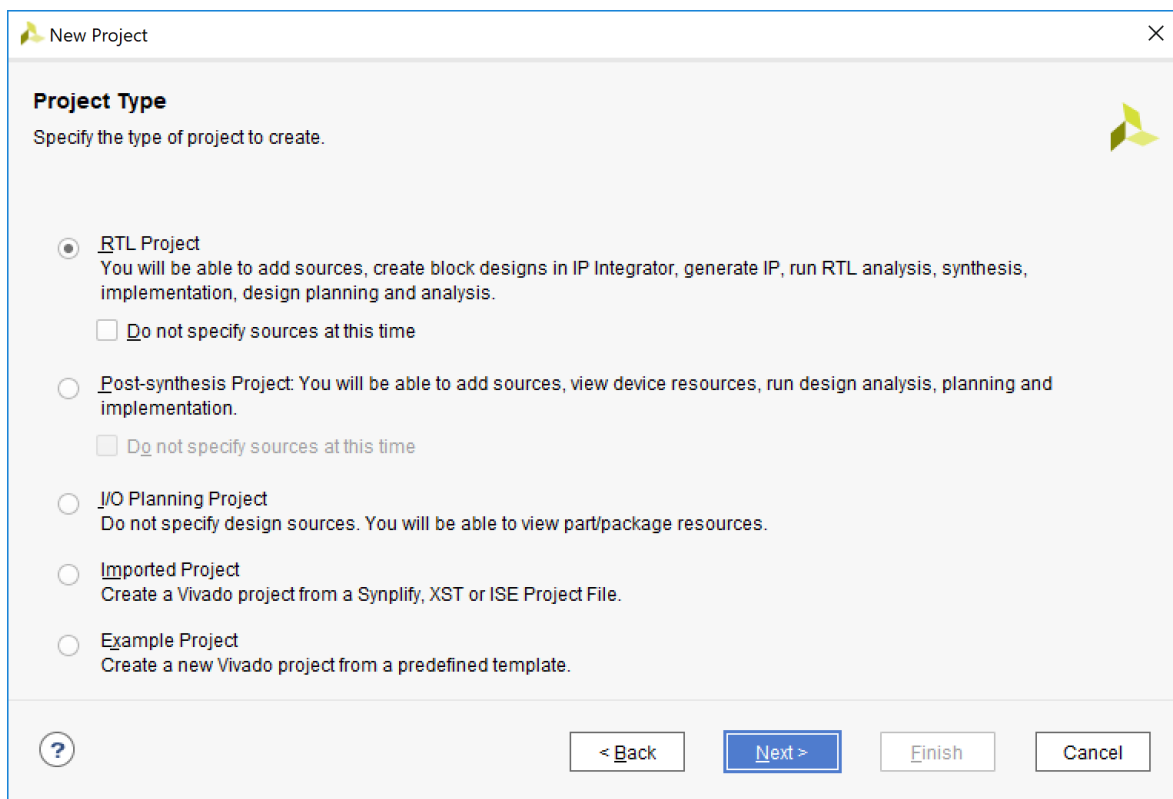 New Project
Project Type
Specify the type of project to create.
RTL Project
You will be able to add sources, create block designs in IP Integrator, generate IP, run RTL analysis, synthesis,
implementation, design planning and analysis.
Do not specify sources at this time
Post-synthesis Project: You will be able to add sources, view device resources, run design analysis, planning and
implementation.
Do not specify sources at this time
I/O Planning Project
Do not specify design sources. You will be able to view part/package resources.
Imported Project
Create a Vivado project from a Synplify, XST or ISE Project File.
Example Project
Create a new Vivado project from a predefined template.
? < Back Next > Finish Cancel